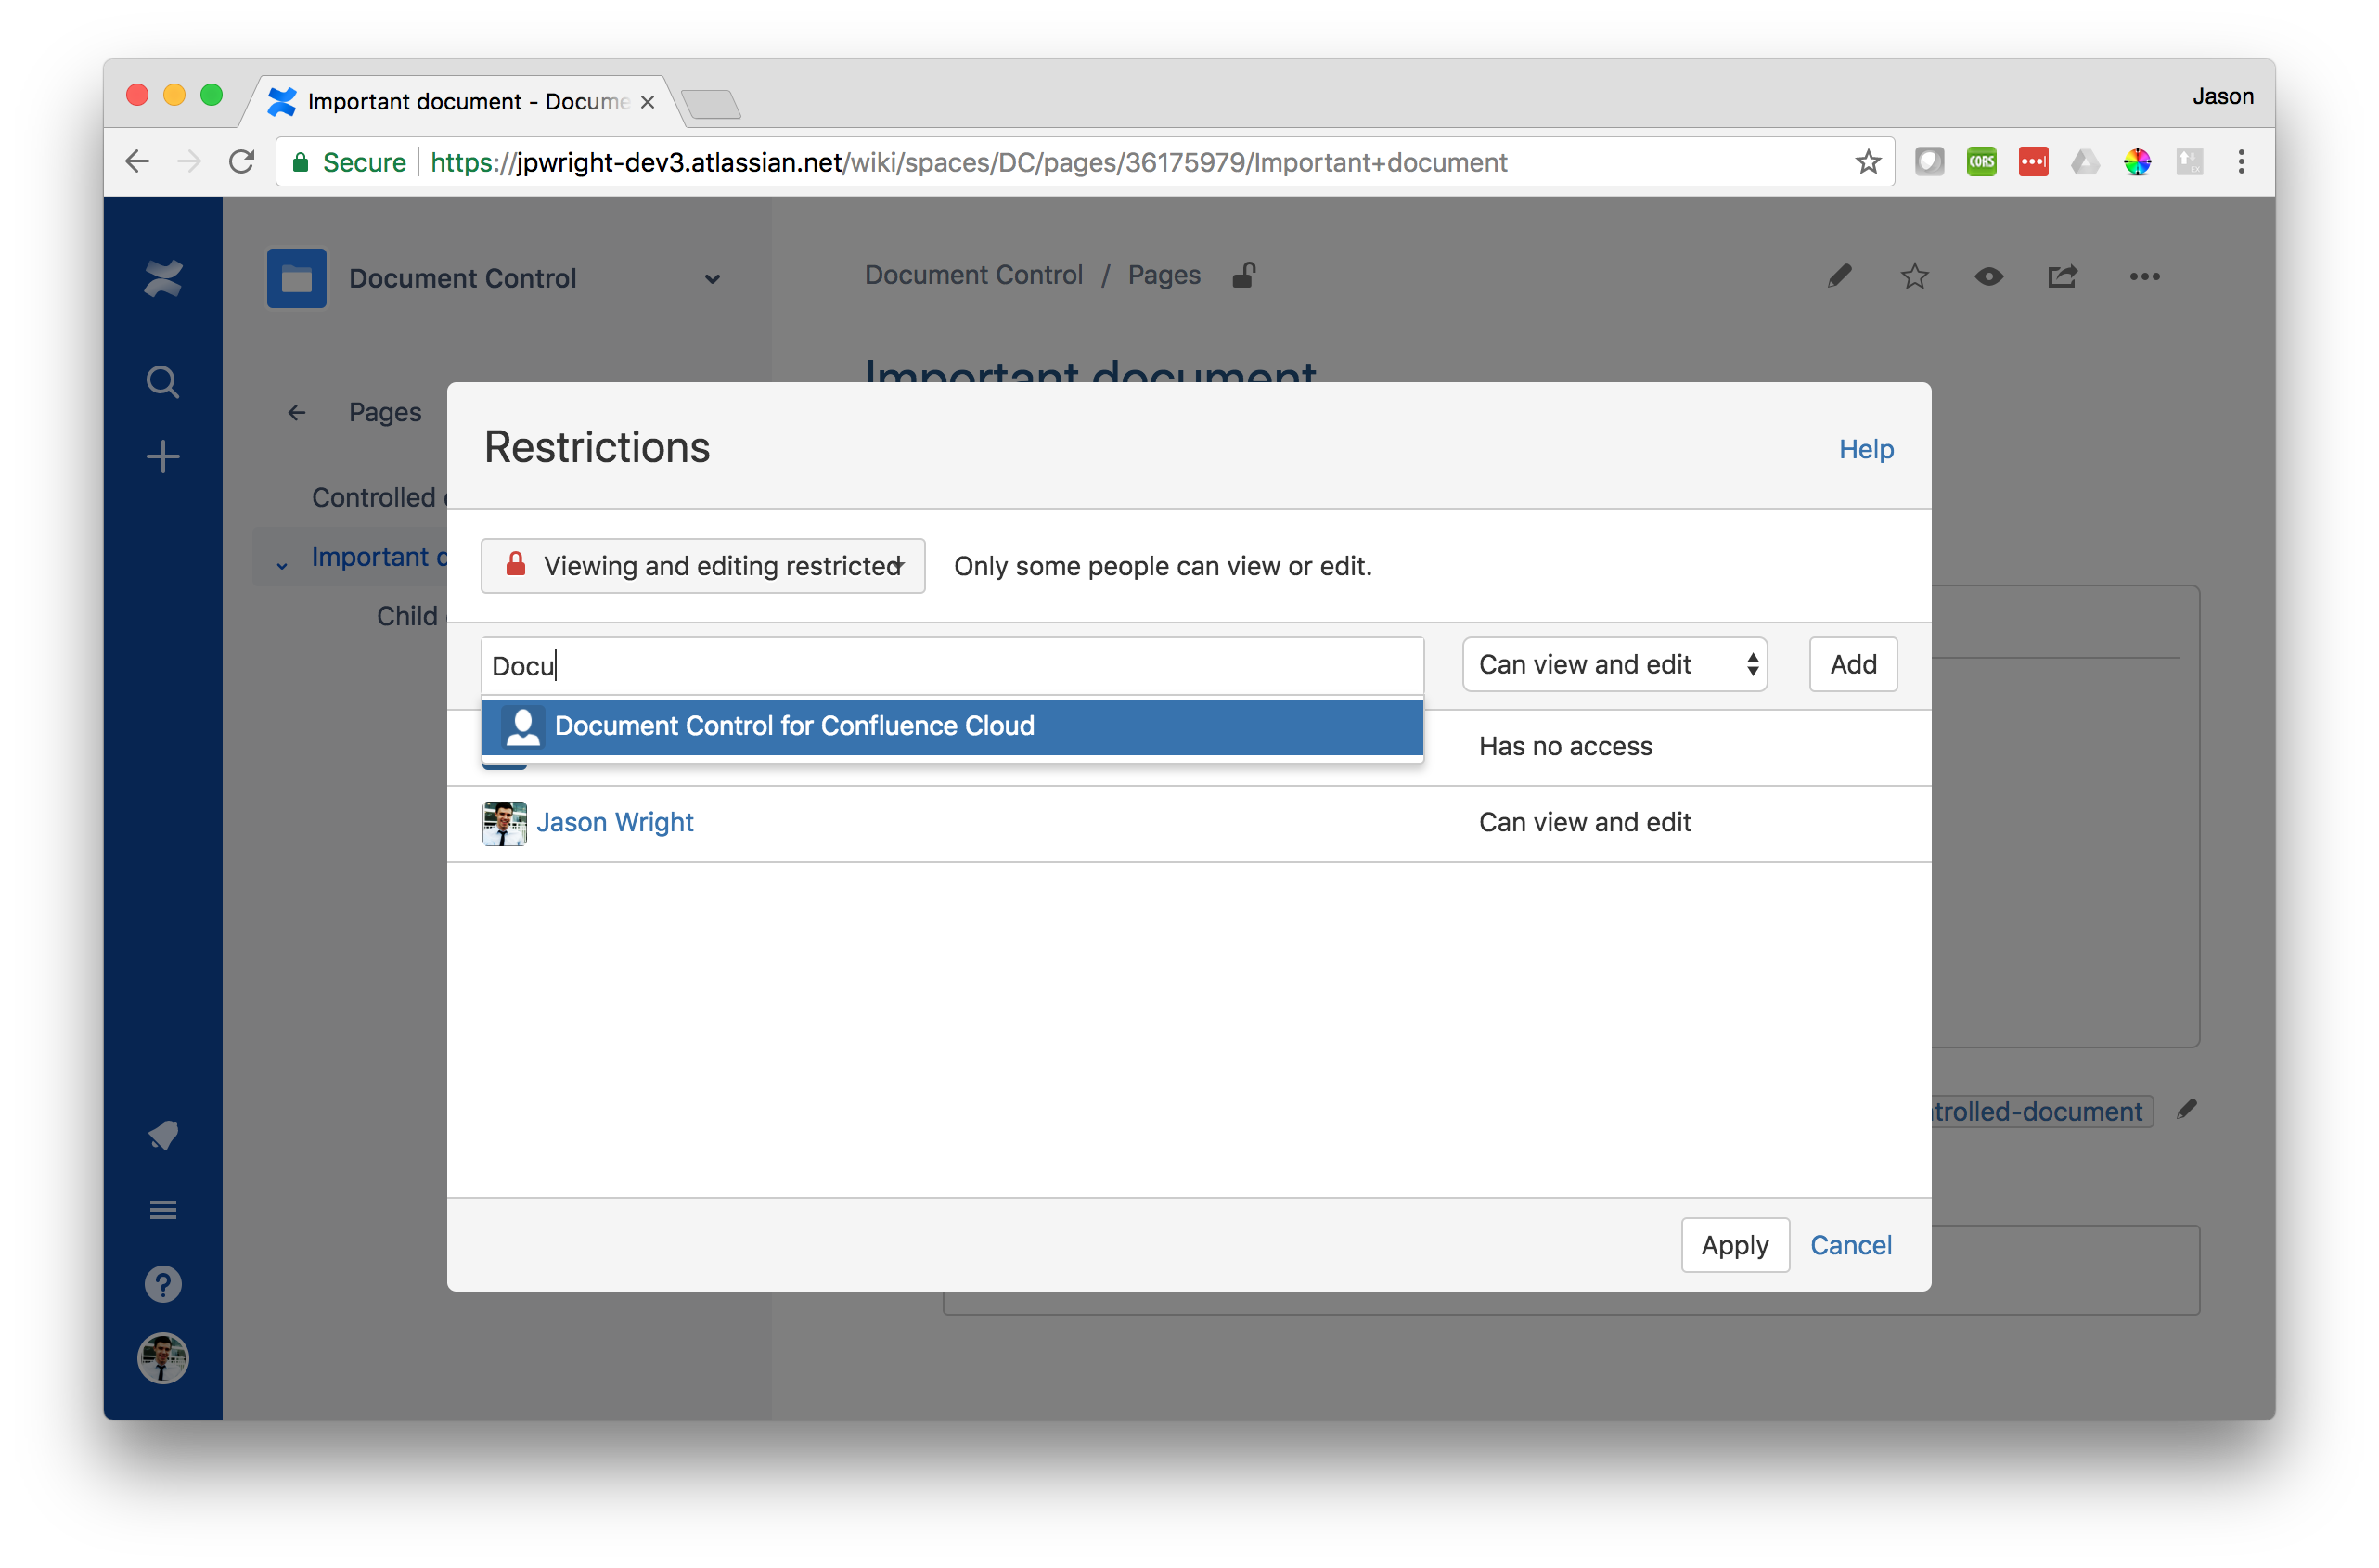 Important document - Docume
Jason
Secure
https://jpwright-dev3.atlassian.net/wiki/spaces/DC/pages/36175979/Important+document
CORS
Document Control
Document Control / Pages
Important document
Pages
Restrictions
Help
Controlled
Viewing and editing restricted
Only some people can view or edit.
Important
Child
Docu
Can view and edit
Add
Document Control for Confluence Cloud
Has no access
Jason Wright
Can view and edit
trolled-document
Apply
Cancel